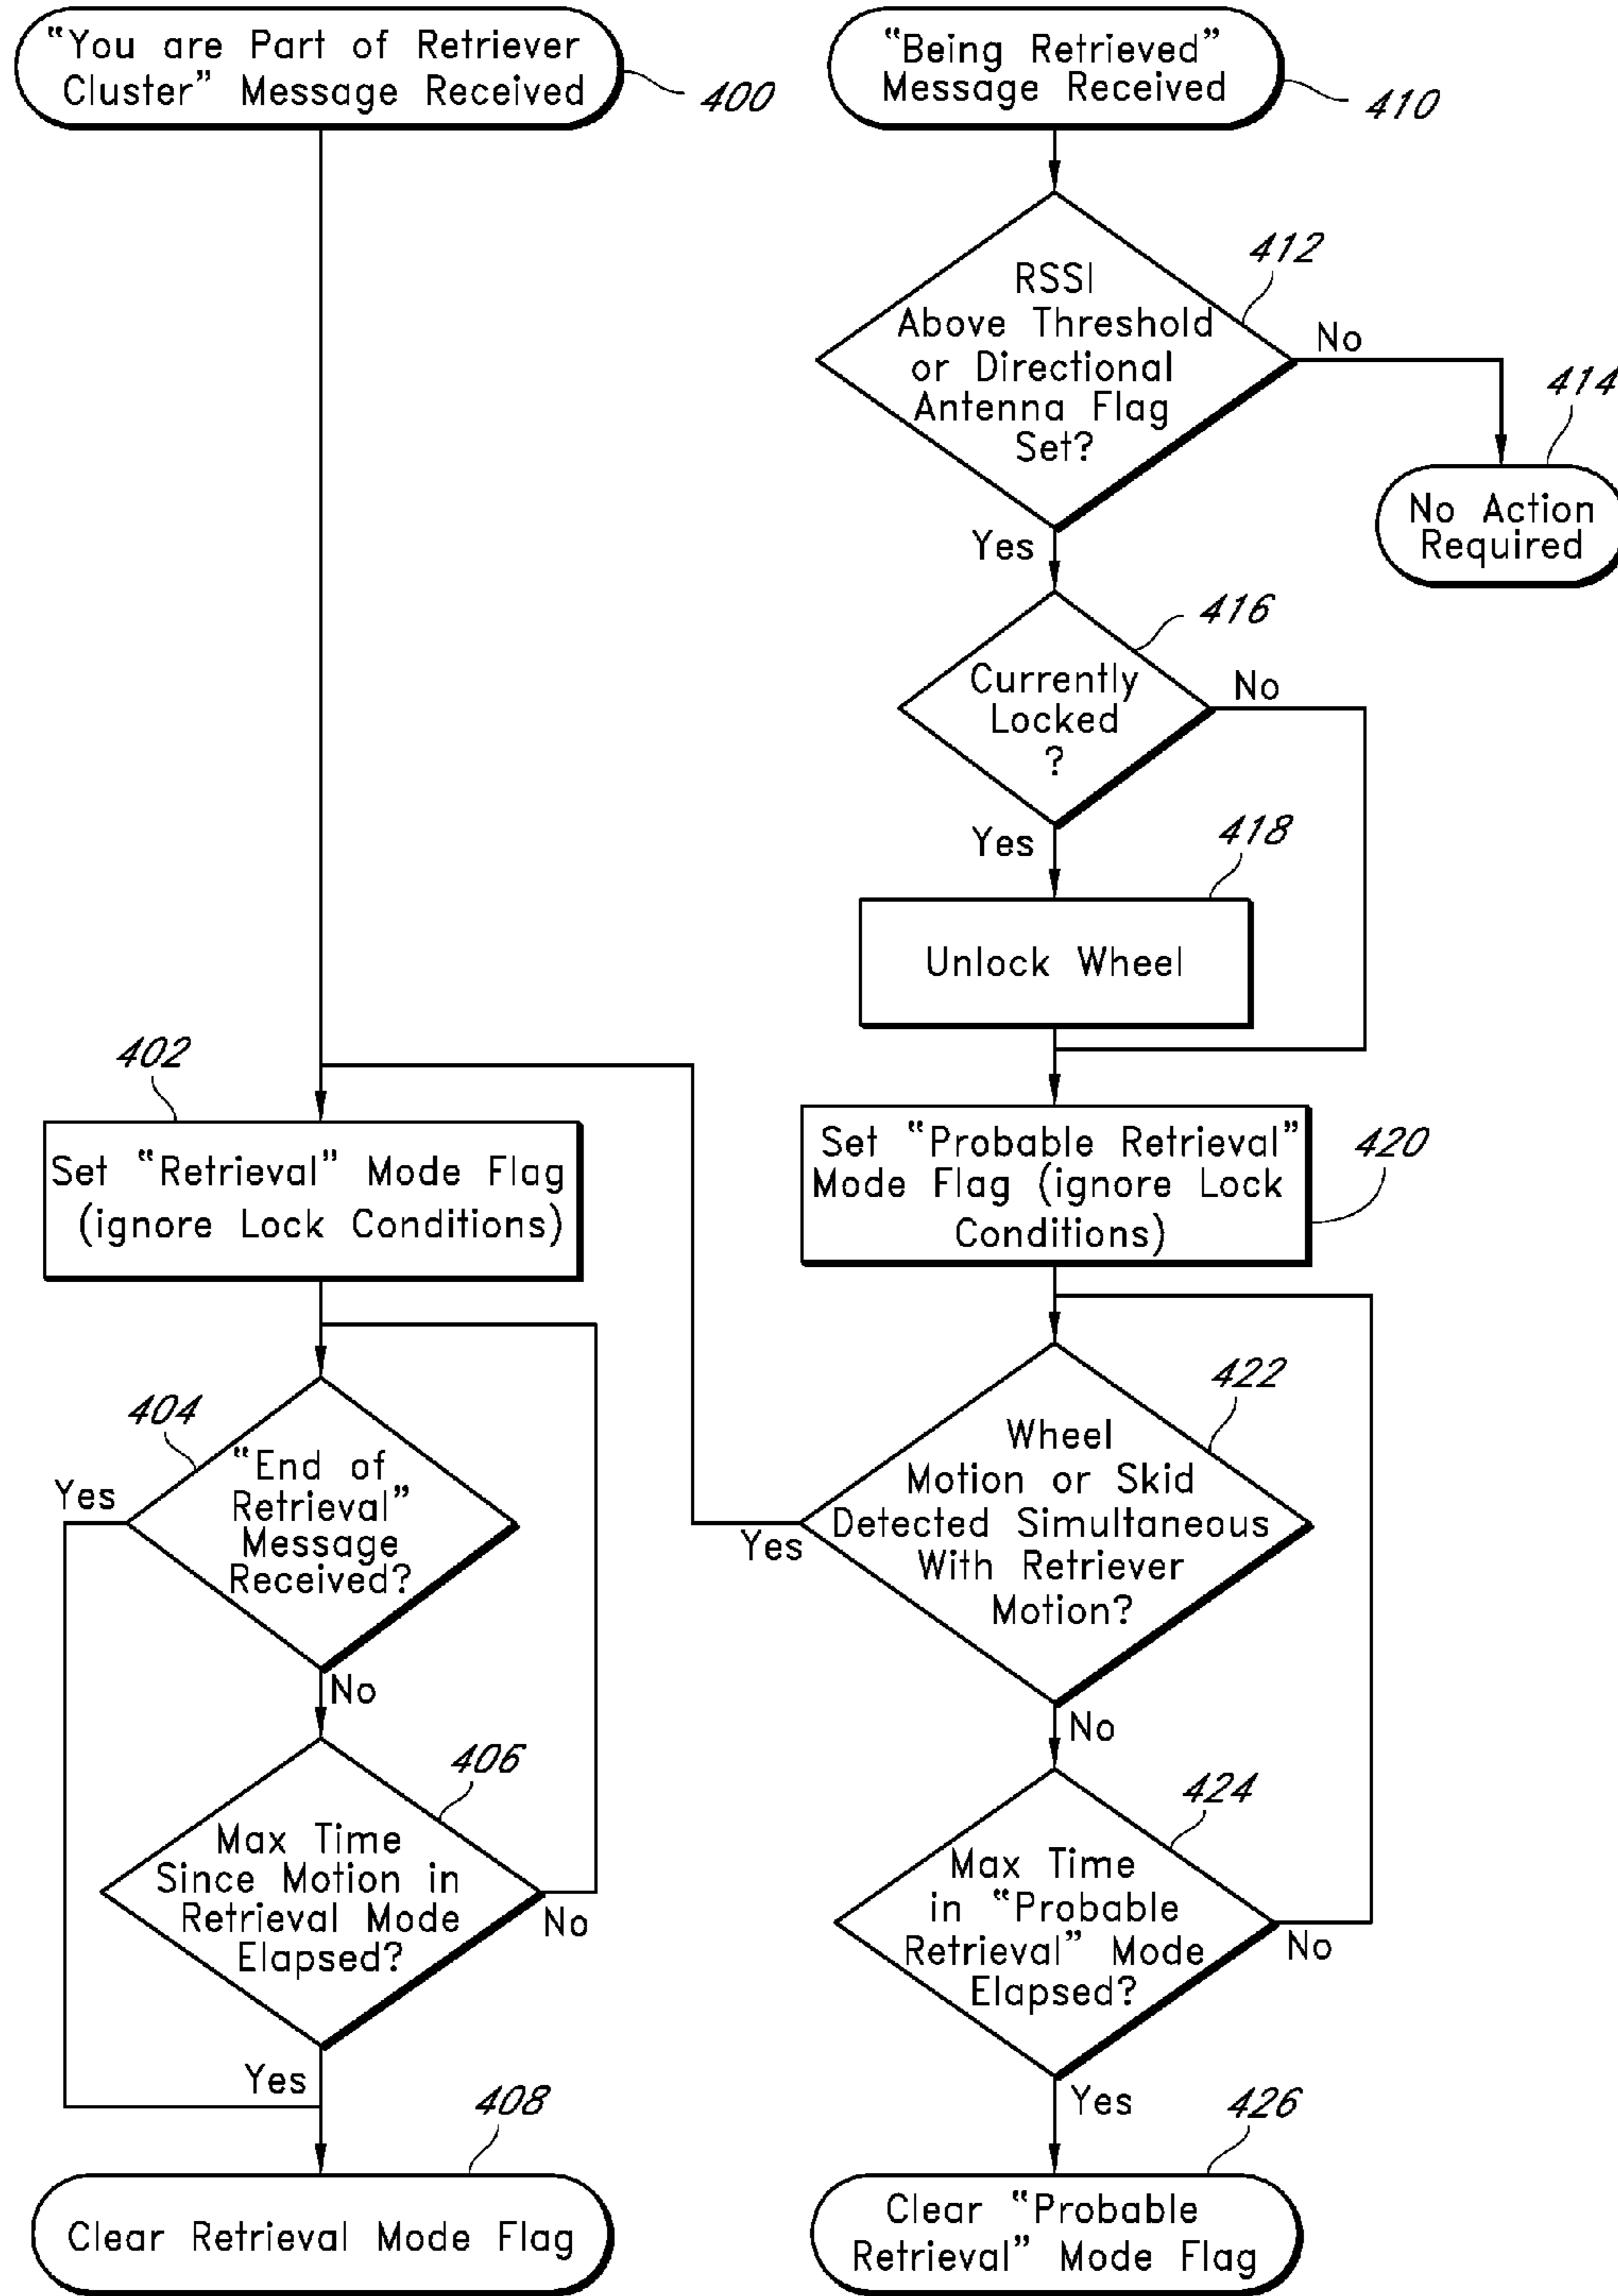 “You are Part of Retriever
Cluster” Message Received
400
“Being Retrieved”
Message Received
410
RSSI
Above Threshold
or Directional
Antenna Flag
Set?
412
No
414
No Action
Required
Yes
416
Currently
Locked
?
No
Yes
418
Unlock Wheel
402
Set “Retrieval” Mode Flag
(ignore Lock Conditions)
Set “Probable Retrieval”
Mode Flag (ignore Lock
Conditions)
420
404
“End of
Retrieval”
Message
Received?
Yes
No
422
Wheel
Motion or Skid
Detected Simultaneous
With Retriever
Motion?
Yes
No
406
Max Time
Since Motion in
Retrieval Mode
Elapsed?
No
Yes
424
Max Time
in “Probable
Retrieval” Mode
Elapsed?
No
Yes
408
Clear Retrieval Mode Flag
426
Clear “Probable
Retrieval” Mode Flag